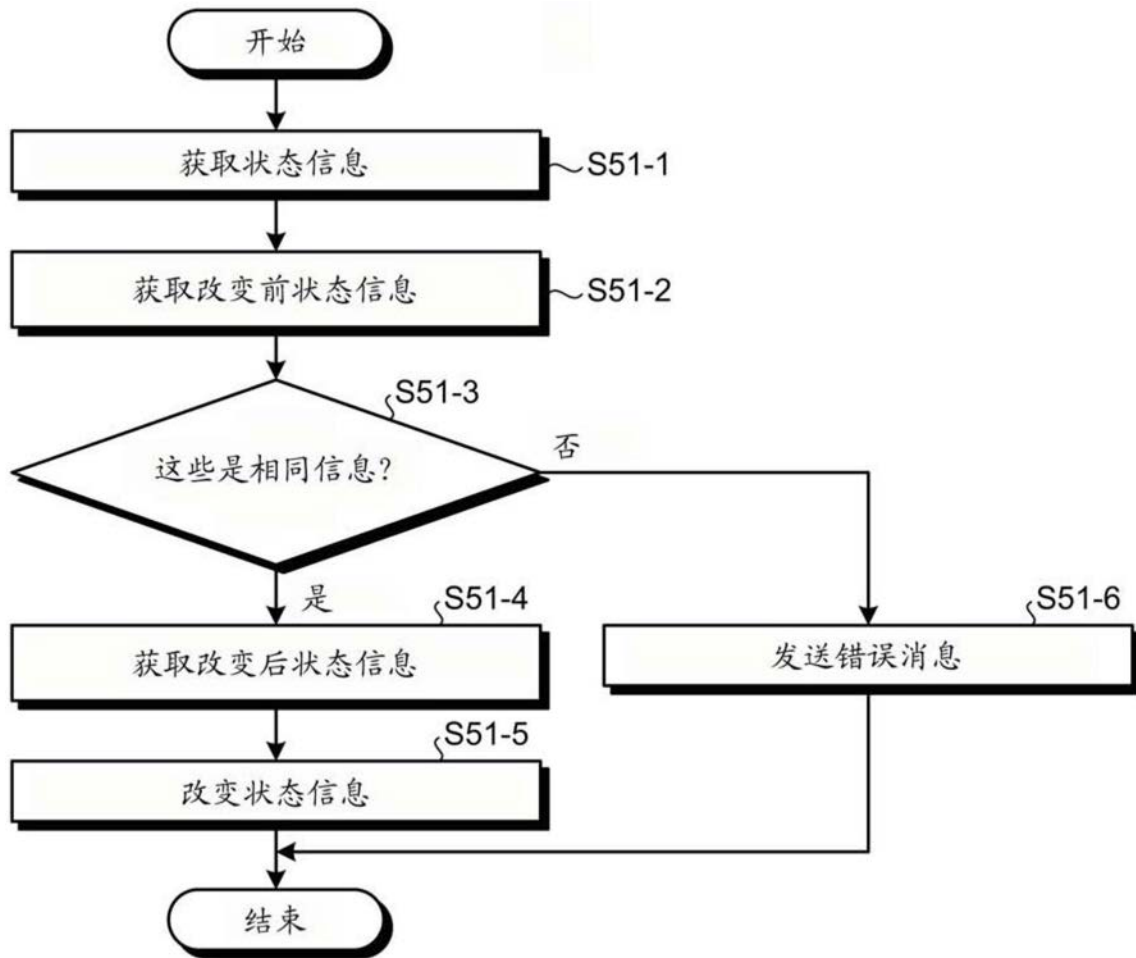 开始
获取状态信息
S51-1
获取改变前状态信息
S51-2
S51-3
这些是相同信息?
否
是
S51-4
获取改变后状态信息
S51-6
发送错误消息
S51-5
改变状态信息
结束